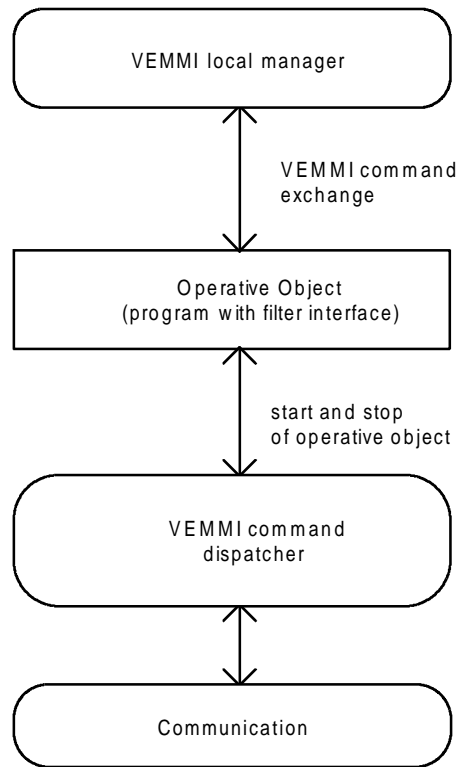 VEMMI local manager
VEMMI command
exchange
Operative Object
(program with filter interface)
start and stop
of operative object
VEMMI command
dispatcher
Communication